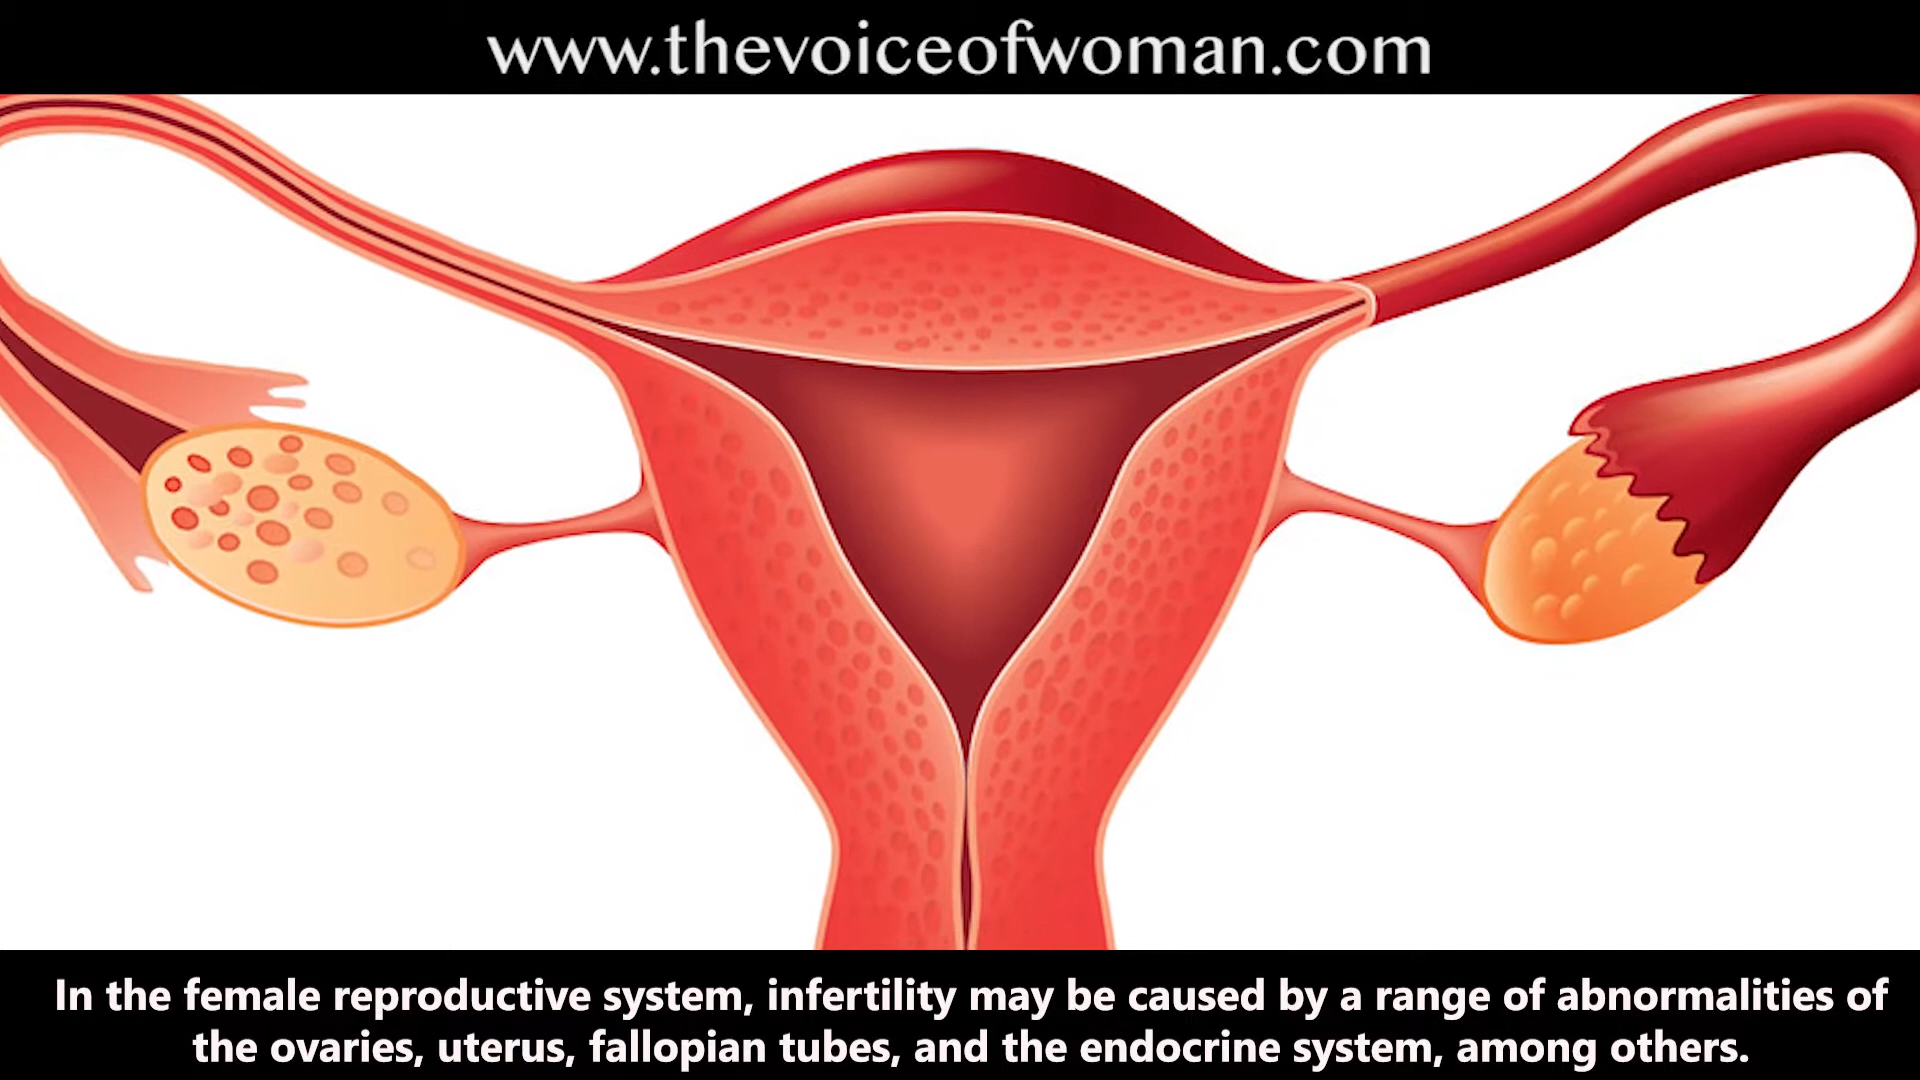 www.thevoiceofwoman.com
In the female reproductive system, infertility may be caused by a range of abnormalities of
the ovaries, uterus, fallopian tubes, and the endocrine system, among others.